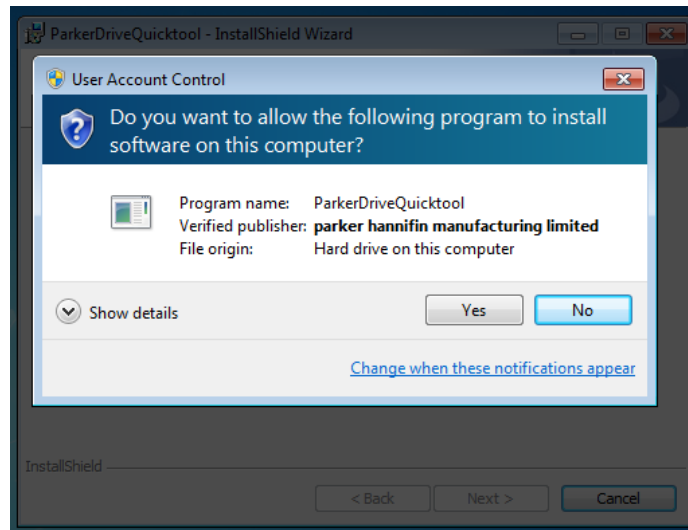 ParkerDriveQuicktool - InstallShield Wizard
User Account Control
Do you want to allow the following program to install
software on this computer?
Program name: ParkerDriveQuicktool
Verified publisher: parker hannifin manufacturing limited
File origin: Hard drive on this computer
Show details
Yes
No
Change when these notifications appear
InstallShield
< Back
Next >
Cancel